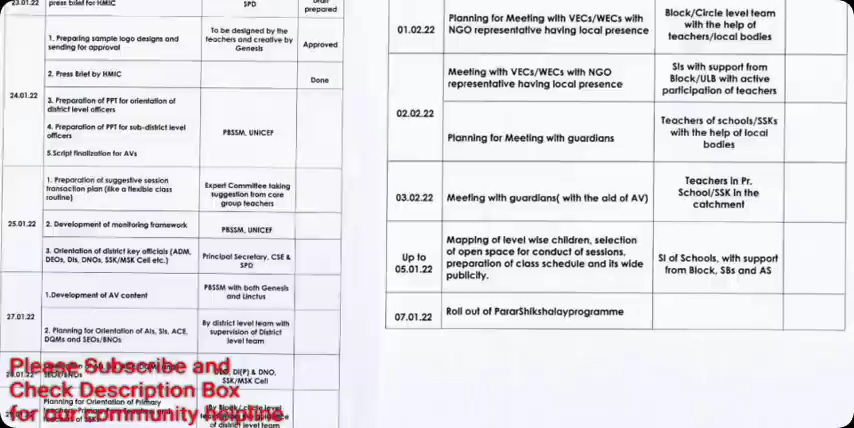 23.01.22
press brief for HMIC
SPD
prepared
1. Preparing sample logo designs and
sending for approval
To be designed by the
teachers and creative by
Genesis
Approved
2. Press Brief by HMIC
Done
24.01.22
3. Preparation of PPT for orientation of
district level officers
4. Preparation of PPT for sub-district level
officers
5.Script finalization for AVs
PBSSM, UNICEF
1. Preparation of suggestive session
transaction plan (like a flexible class
routine)
Expert Committee taking
suggestion from core
group teachers
25.01.22
2. Development of monitoring framework
PBSSM, UNICEF
3. Orientation of district key officials (ADM,
DEOs, DIs, DNOs, SSK/MSK Cell etc.)
Principal Secretary, CSE &
SPD
1.Development of AV content
PBSSM with both Genesis
and Linctus
27.01.22
2. Planning for Orientation of AIs, SIs, ACE,
DQMs and SEOs/BNOs
By district level team with
supervision of District
level team
DI(P) & DNO,
SSK/MSK Cell
Planning for Orientation of Primary
of district level team
Please Subscribe and
Check Description Box
for our community helpline
01.02.22
Planning for Meeting with VECs/WECs with
NGO representative having local presence
Block/Circle level team
with the help of
teachers/local bodies
Meeting with VECs/WECs with NGO
representative having local presence
SIs with support from
Block/ULB with active
participation of teachers
02.02.22
Planning for Meeting with guardians
Teachers of schools/SSKs
with the help of local
bodies
03.02.22
Meeting with guardians( with the aid of AV)
Teachers in Pr.
School/SSK in the
catchment
Up to
05.01.22
Mapping of level wise children, selection
of open space for conduct of sessions,
preparation of class schedule and its wide
publicity.
SI of Schools, with support
from Block, SBs and AS
07.01.22
Roll out of PararShikshalayprogramme